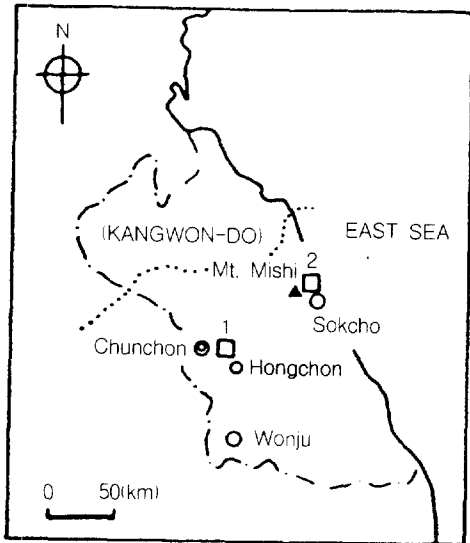 N
(KANGWON-DO)
EAST SEA
Mt. Mishi 2
Sokcho
1
Chunchon
Hongchon
Wonju
0 50(km)